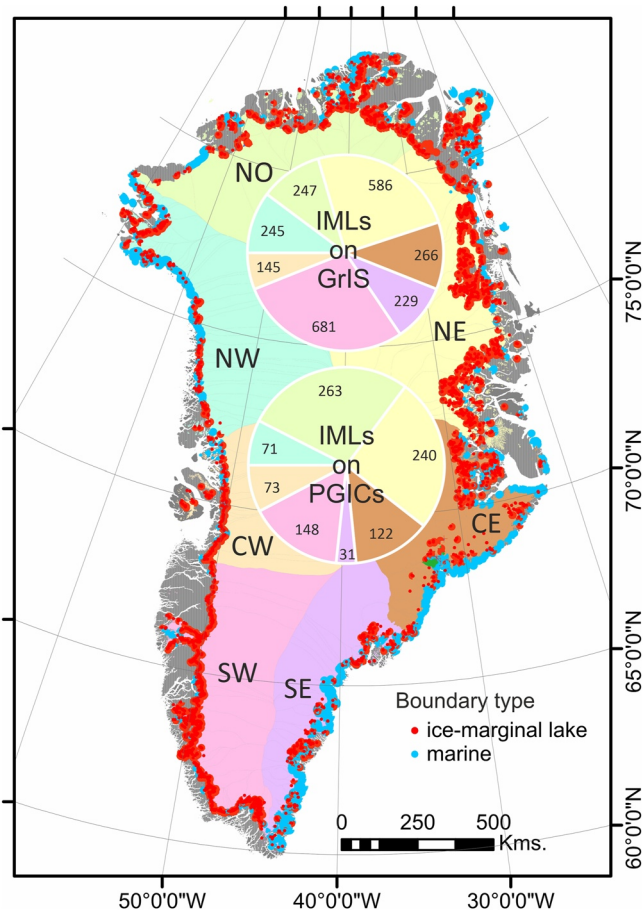 NO
247
586
IMLs
on
GrIS
245
145
266
229
681
75°0'0"N
NW
NE
263
IMLs
on
PGICs
71
73
240
148
31
122
70°0'0"N
CE
CW
SW
SE
65°0'0"N
Boundary type
ice-marginal lake
marine
0 250 500
Kms.
60°0'0"N
50°0'0"W 40°0'0"W 30°0'0"W